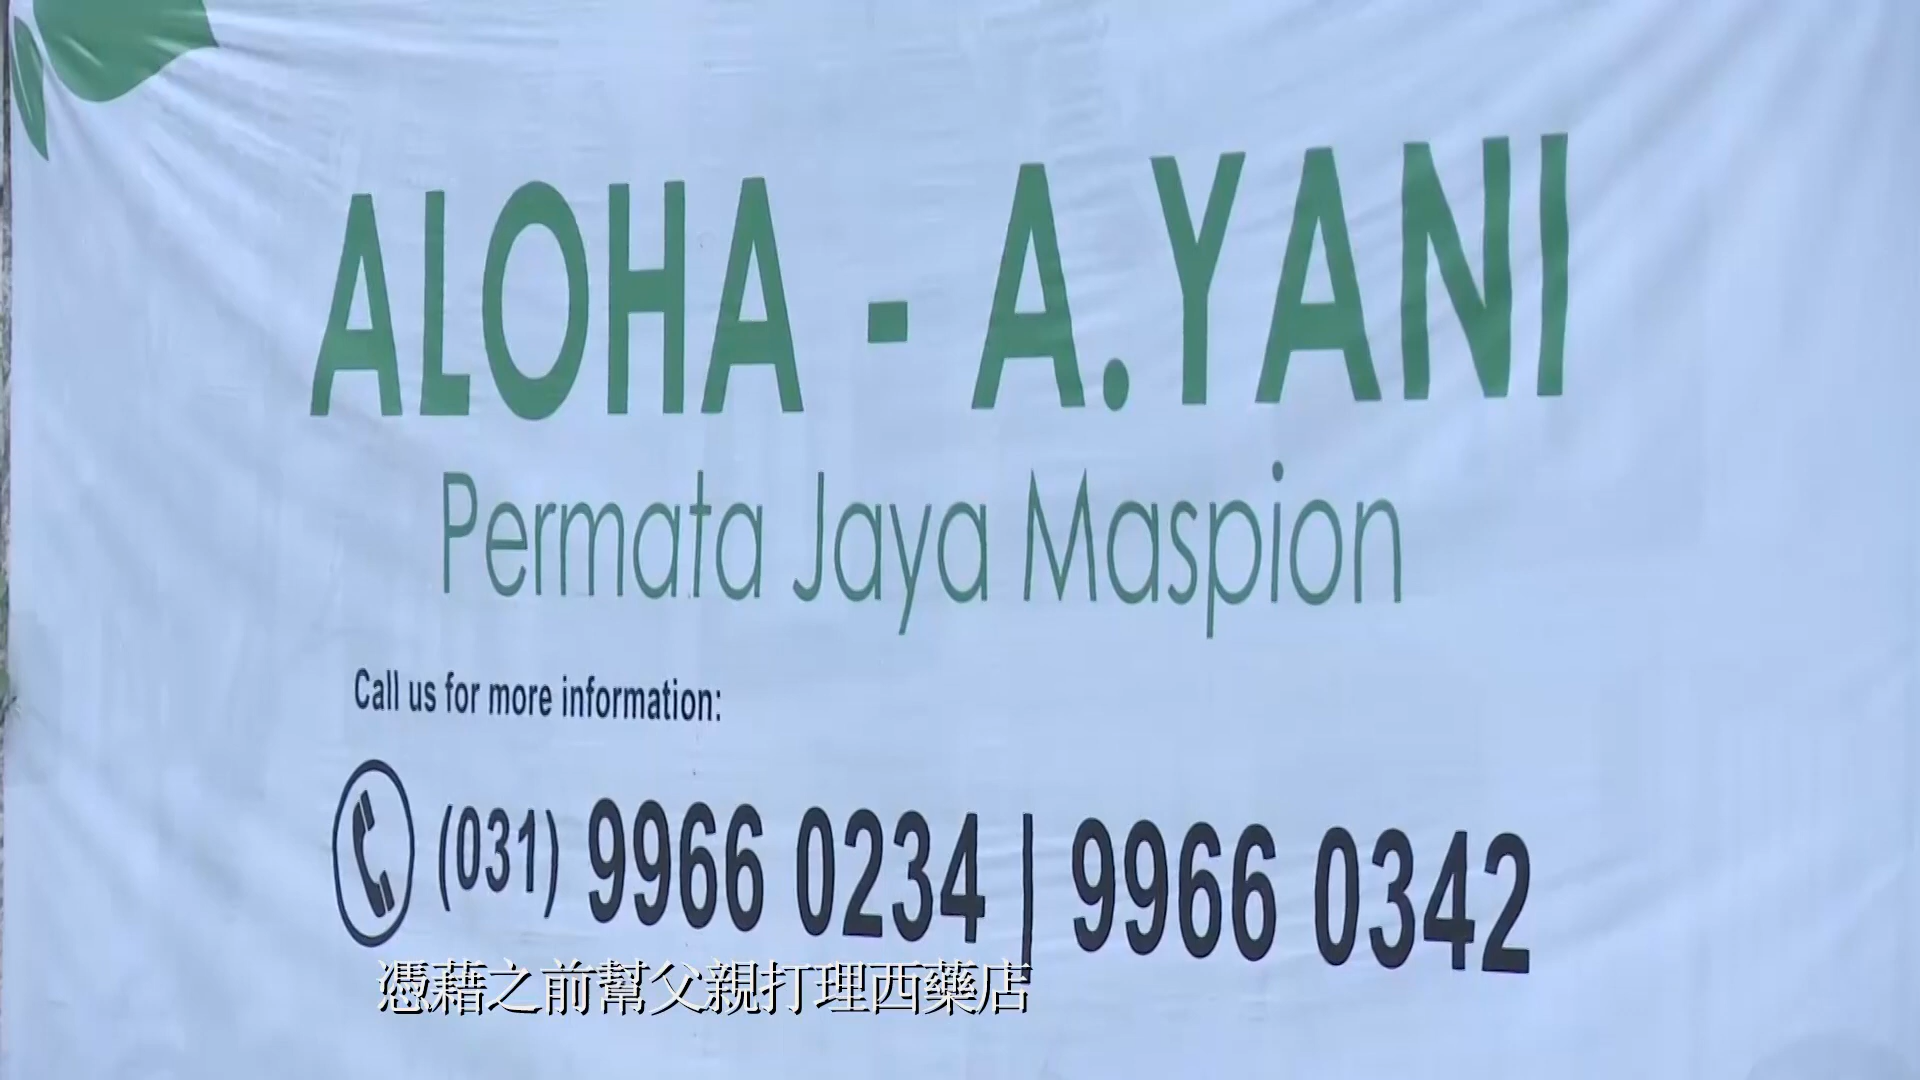 ALOHA - A.YANI
Permata Jaya Maspion
Call us for more information:
(031) 9966 0234 | 9966 0342
憑藉之前幫父親打理西藥店